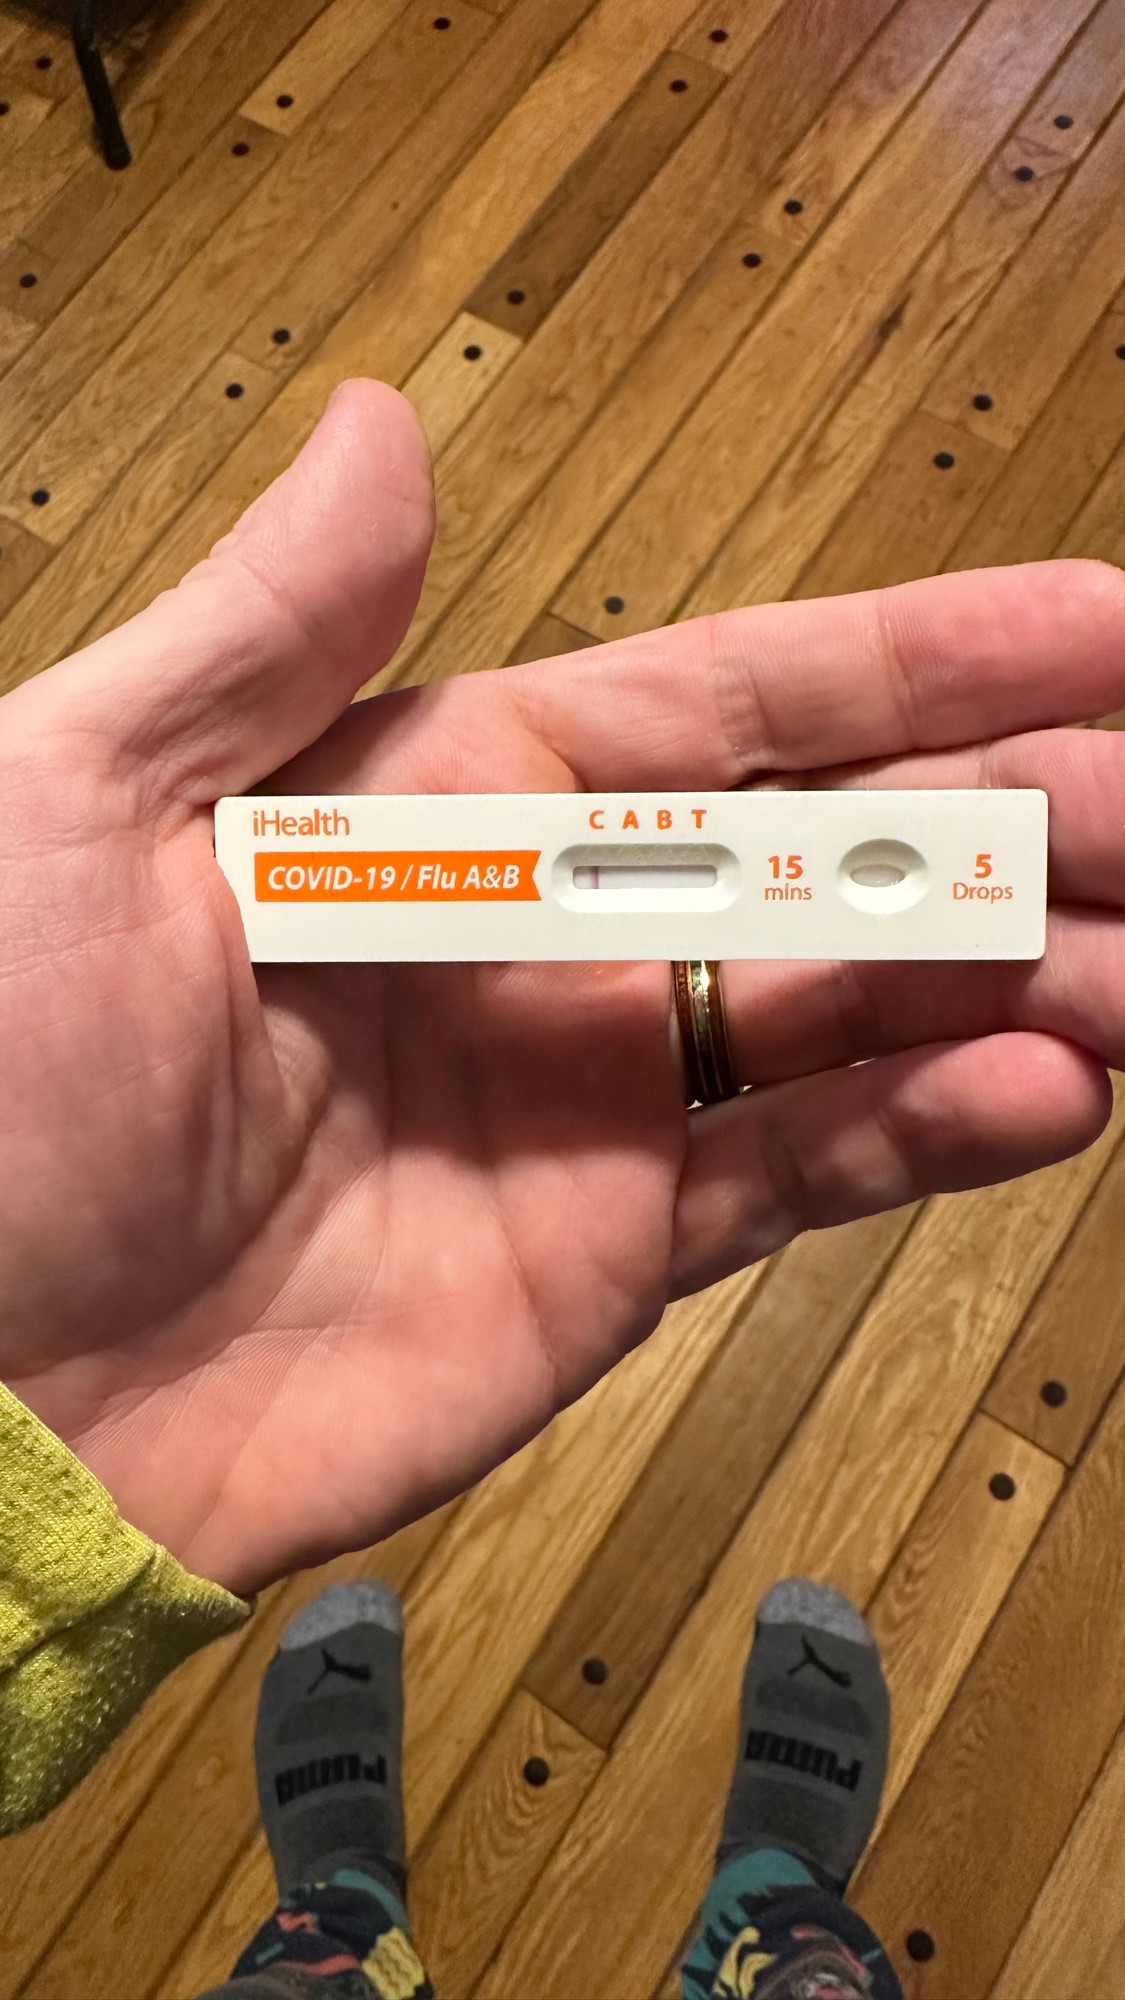 iHealth
COVID-19 / Flu A&B
C A B T
15
mins
5
Drops
PUMA
PUMA